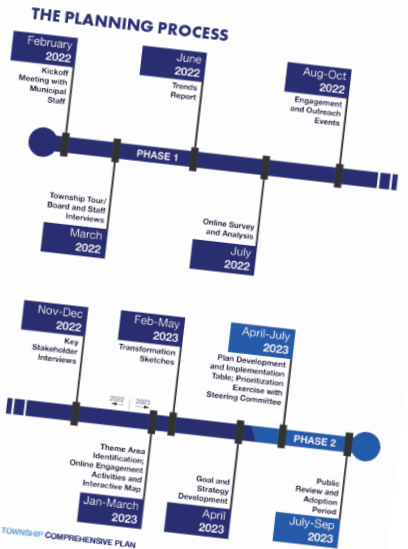 THE PLANNING PROCESS
February
2022
Kickoff
Meeting with
Municipal
Staff
June
2022
Trends
Report
Aug-Oct
2022
Engagement
and Outreach
Events
PHASE 1
Township Tour/
Board and Staff
Interviews
March
2022
Online Survey
and Analysis
July
2022
Nov-Dec
2022
Key
Stakeholder
Interviews
Feb-May
2023
Transformation
Sketches
April-July
2023
Plan Development
and Implementation
Table; Prioritization
Exercise with
Steering Committee
2022
2023
PHASE 2
Theme Area
Identification;
Online Engagement
Activities and
Interactive Map
Jan-March
2023
Goal and
Strategy
Development
April
2023
Public
Review and
Adoption
Period
July-Sep
2023
TOWNSHIP COMPREHENSIVE PLAN